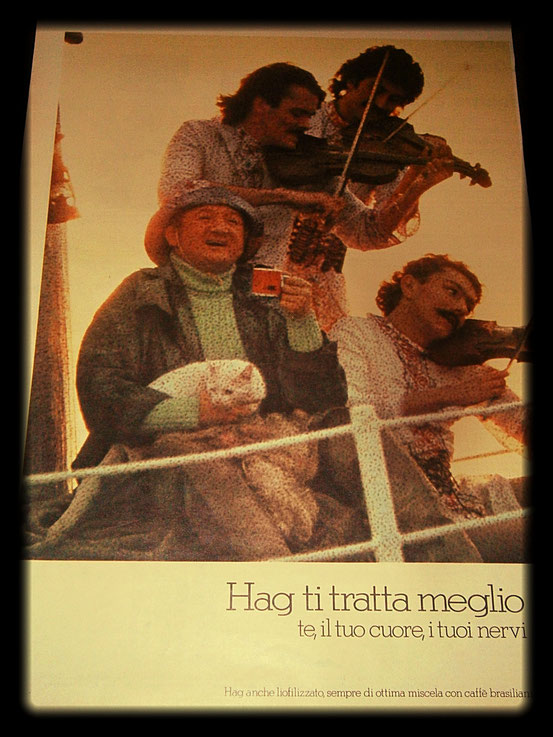 Hag ti tratta meglio
te, il tuo cuore, i tuoi nervi
Hag anche liofilizzato, sempre di ottima miscela con caffè brasilian